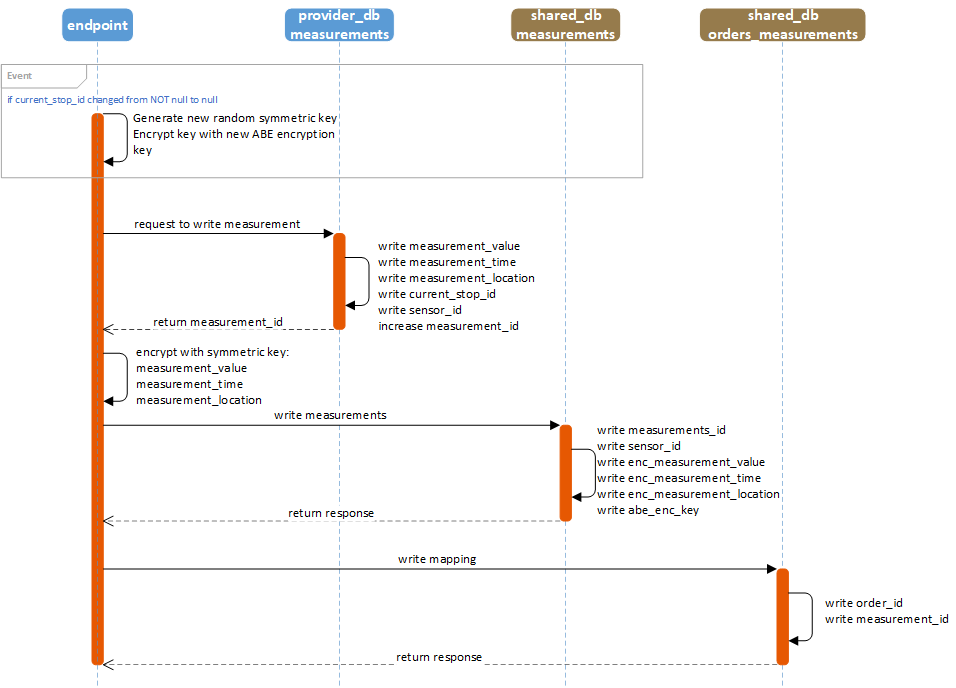 endpoint
provider_db
measurements
shared_db
measurements
shared_db
orders_measurements
Event
if current_stop_id changed from NOT null to null
Generate new random symmetric key
Encrypt key with new ABE encryption
key
request to write measurement
write measurement_value
write measurement_time
write measurement_location
write current_stop_id
write sensor_id
increase measurement_id
return measurement_id
encrypt with symmetric key:
measurement_value
measurement_time
measurement_location
write measurements
write measurements_id
write sensor_id
write enc_measurement_value
write enc_measurement_time
write enc_measurement_location
write abe_enc_key
return response
write mapping
write order_id
write measurement_id
return response